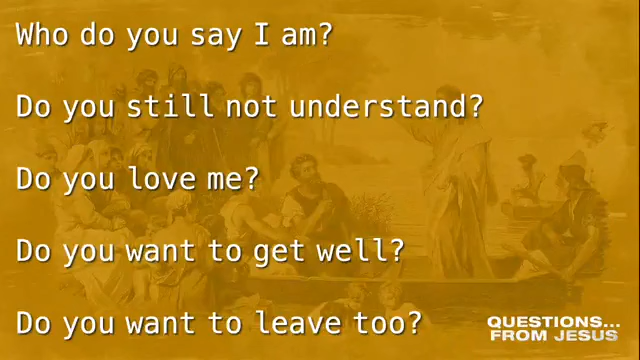 Who do you say I am?
Do you still not understand?
Do you love me?
Do you want to get well?
Do you want to leave too?
QUESTIONS...
FROM JESUS